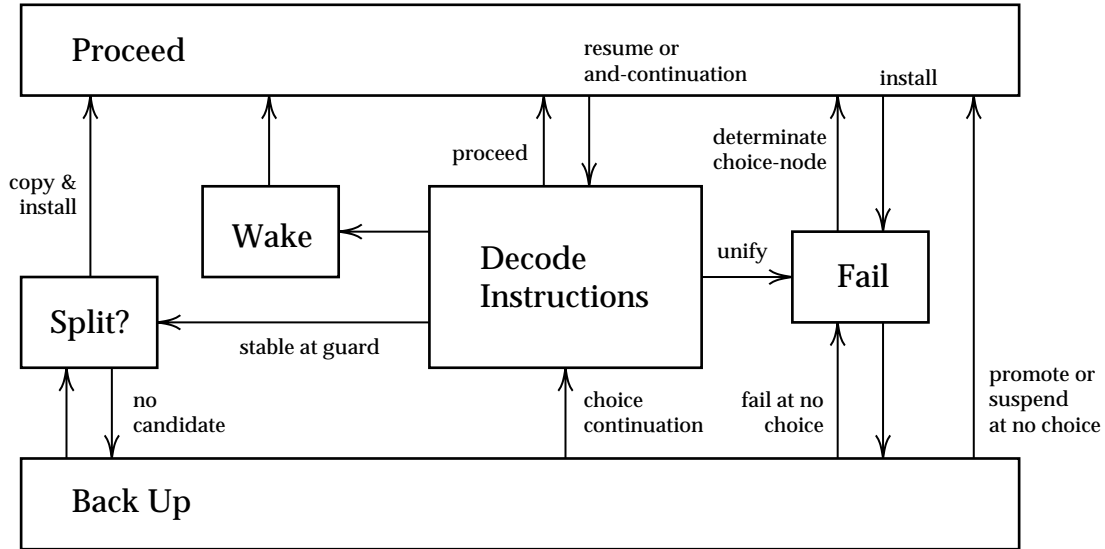 Proceed
resume or
and-continuation
install
proceed
determinate
choice-node
copy &
install
Wake
Decode
Instructions
unify
Fail
Split?
stable at guard
no
candidate
choice
continuation
fail at no
choice
promote or
suspend
at no choice
Back Up